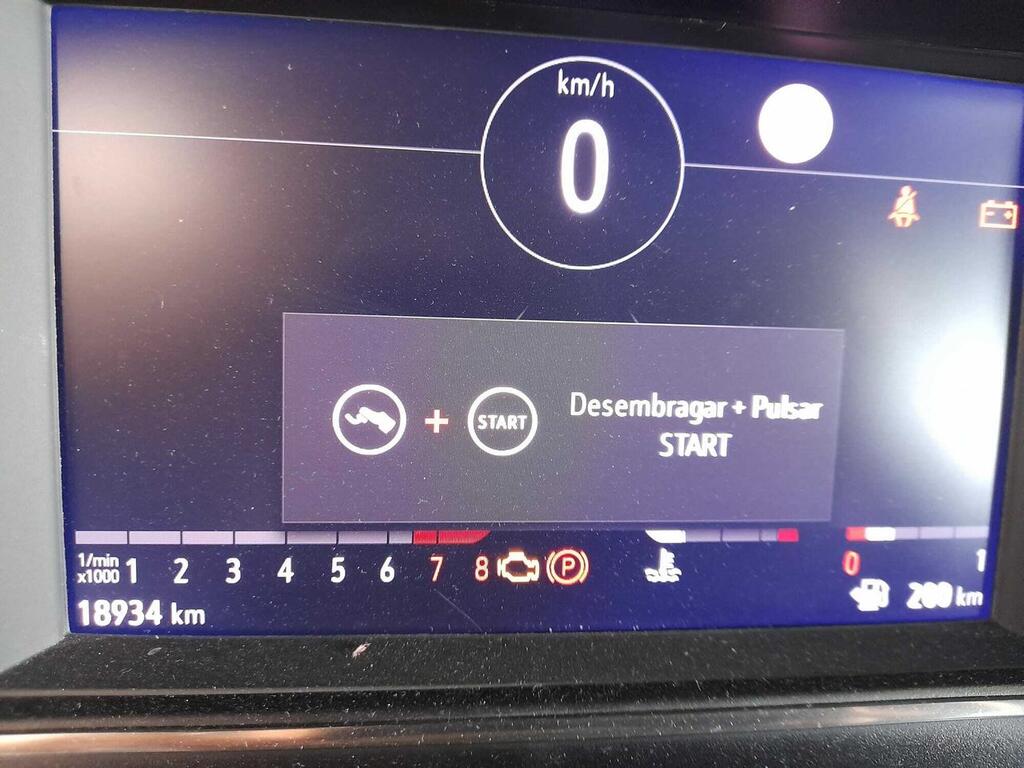 km/h
0
START
Desembragar + Pulsar
START
1/min
x1000 1 2 3 4 5 6 7 8 P
0 1
18934 km
280 km